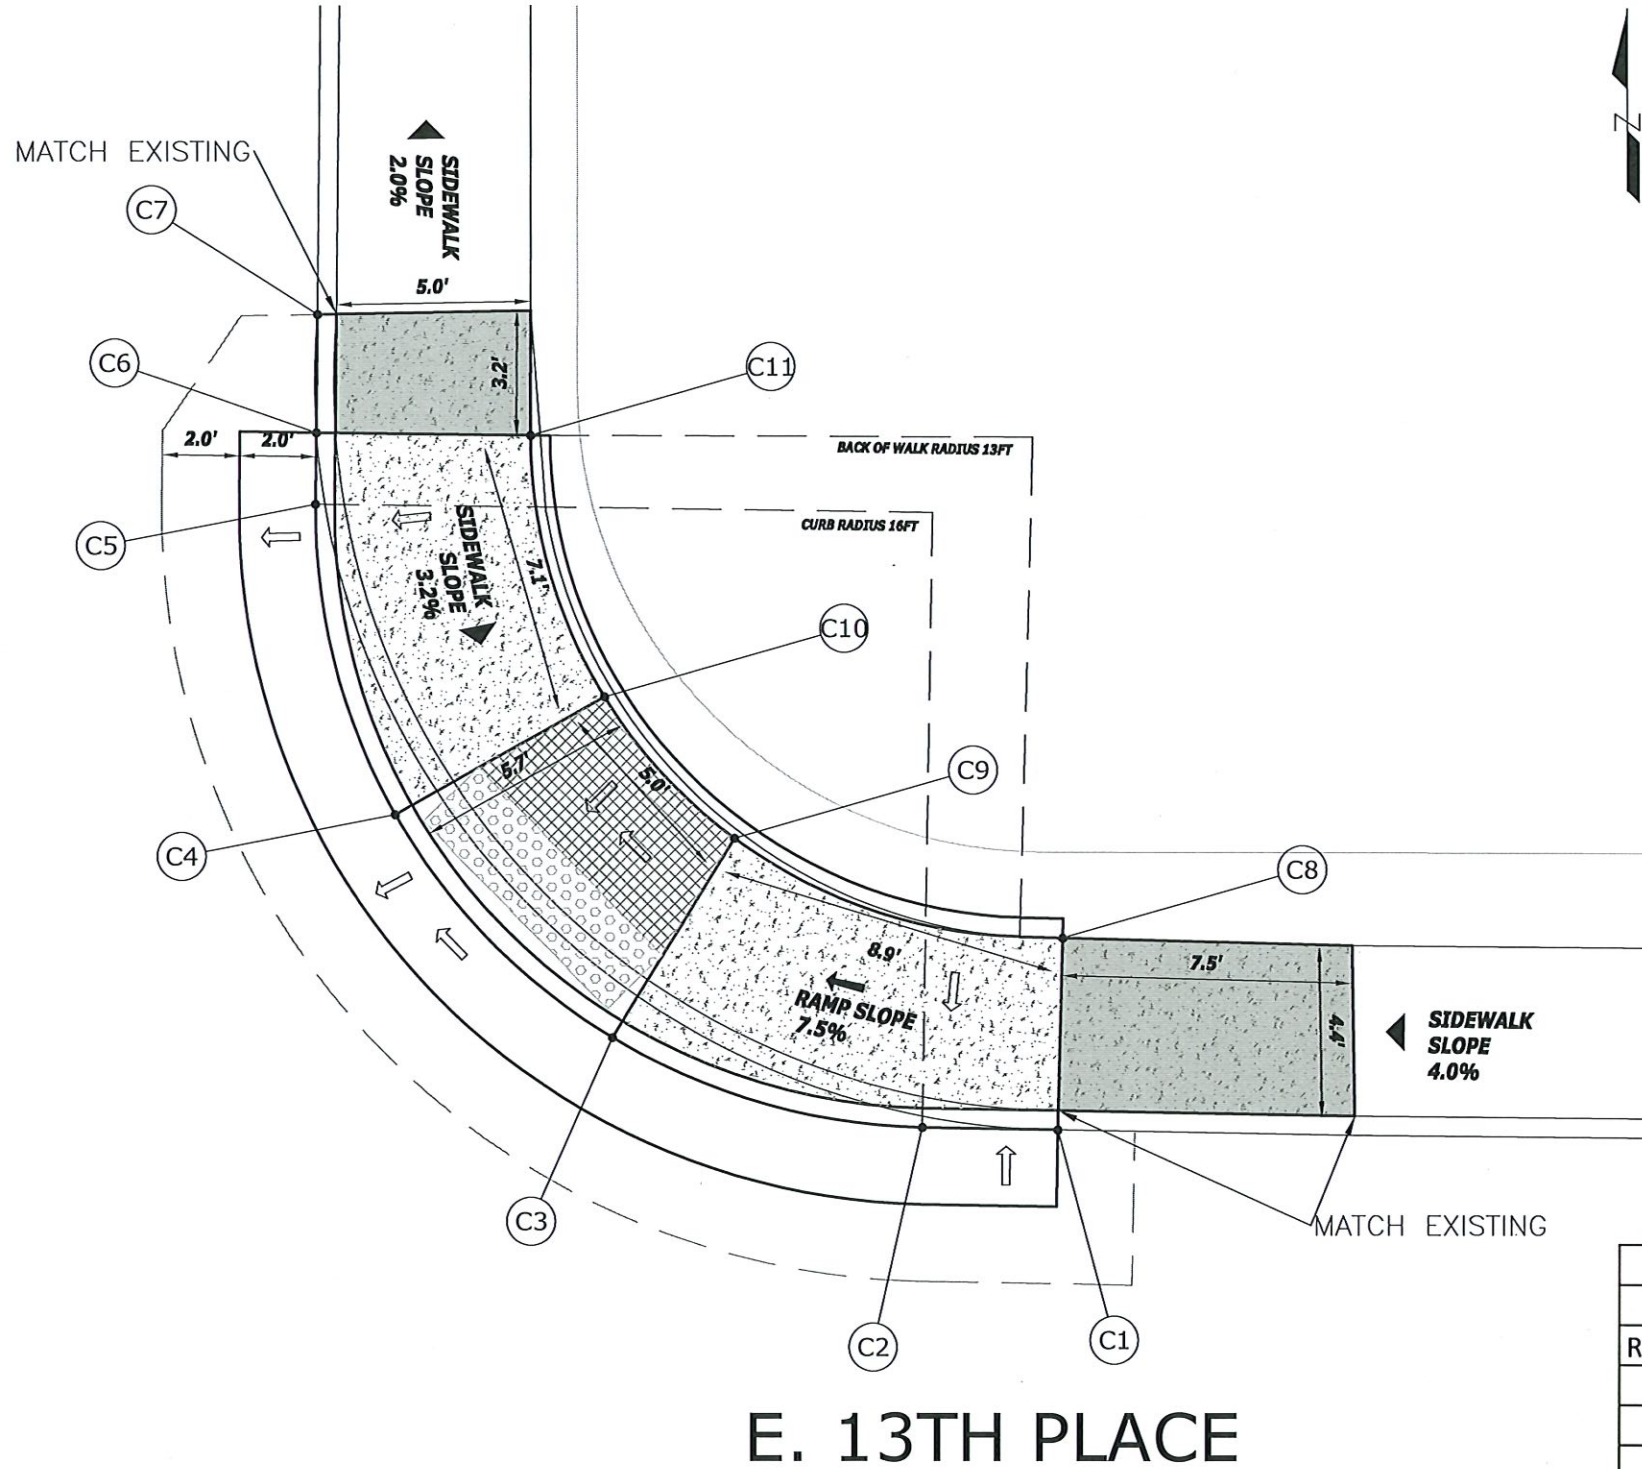 MATCH EXISTING
C7
SIDEWALK
SLOPE
2.0%
N
5.0'
C6
3.2'
C11
2.0'
2.0'
BACK OF WALK RADIUS 13FT
CURB RADIUS 16FT
C5
SIDEWALK
SLOPE
3.2%
7.1'
C10
5.7'
5.0'
C9
C4
C8
8.9'
RAMP SLOPE
7.5%
7.5'
4.4'
SIDEWALK
SLOPE
4.0%
C3
MATCH EXISTING
C2
C1
R
E. 13TH PLACE